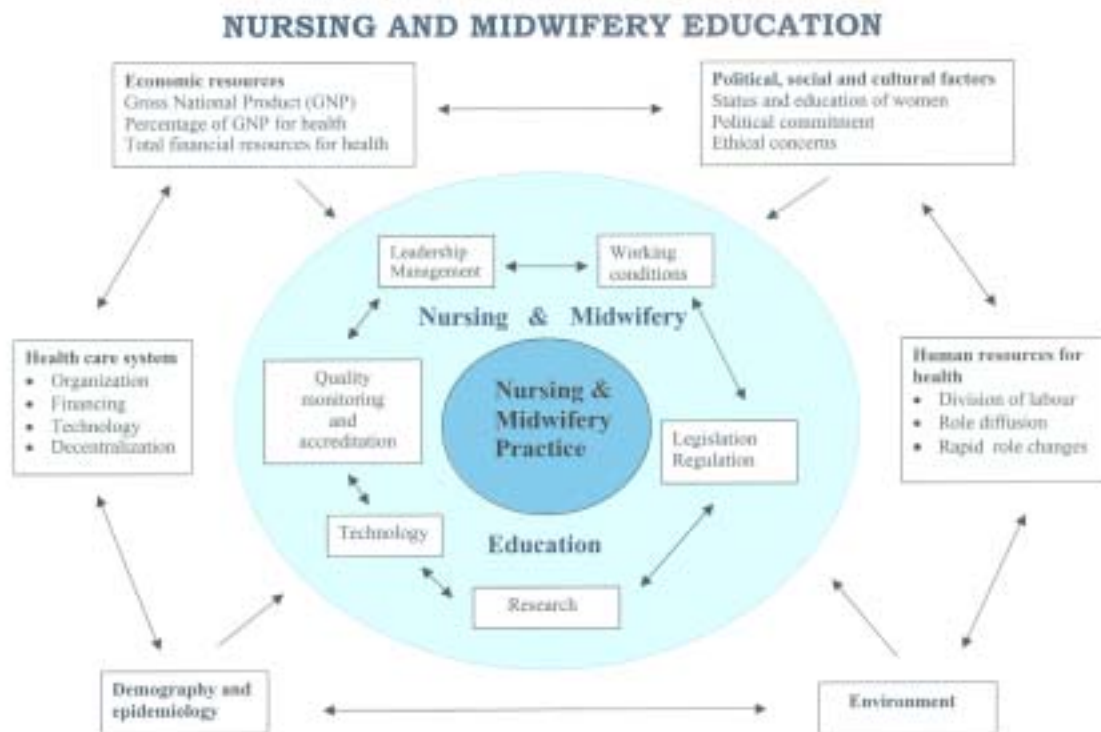 NURSING AND MIDWIFERY EDUCATION
Economic resources
Gross National Product (GNP)
Percentage of GNP for health
Total financial resources for health
Political, social and cultural factors
Status and education of women
Political commitment
Ethical concerns
Leadership
Management
Working
conditions
Nursing & Midwifery
Health care system
• Organization
• Financing
• Technology
• Decentralization
Quality
monitoring
and
accreditation
Nursing &
Midwifery
Practice
Legislation
Regulation
Human resources for
health
• Division of labour
• Role diffusion
• Rapid role changes
Technology
Education
Research
Demography and
epidemiology
Environment